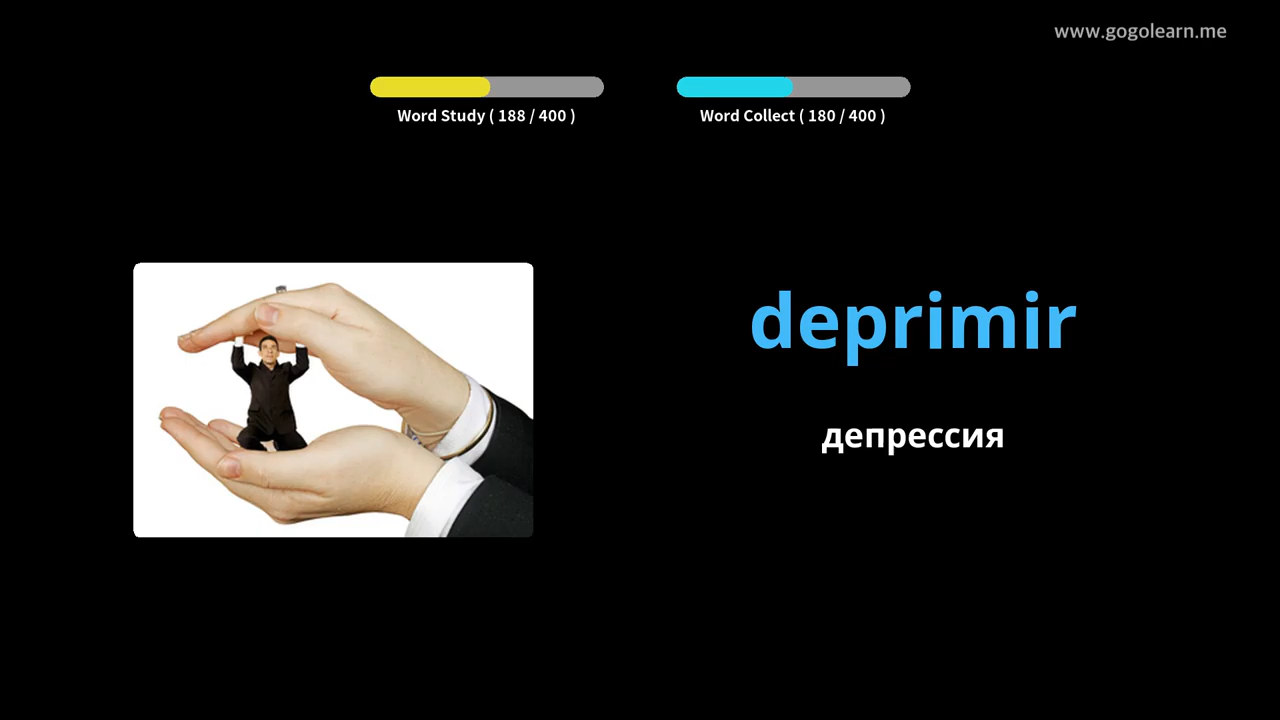 www.gogolearn.me
Word Study ( 188 / 400 )
Word Collect ( 180 / 400 )
deprimir
депрессия